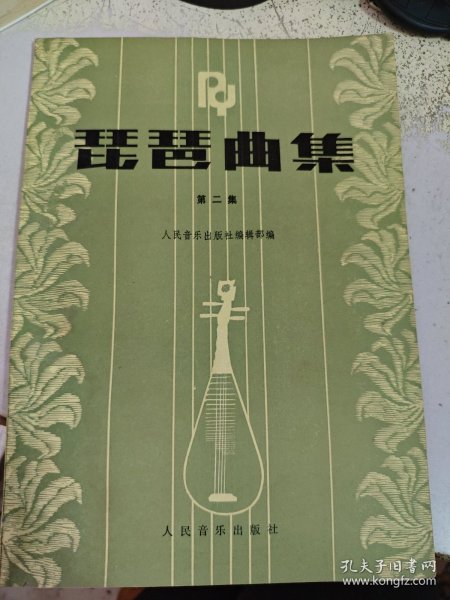 PQ
琵琶曲集
第二集
人民音乐出版社编辑部编
人民音乐出版社
孔夫子旧书网
www.kongfz.com